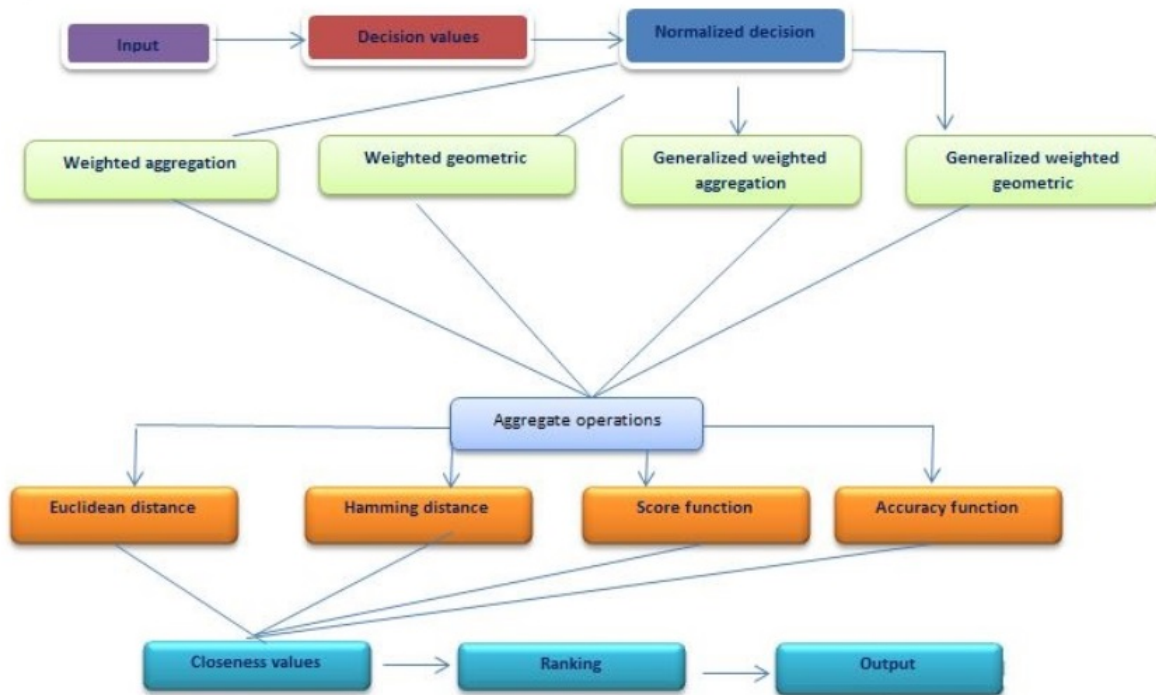 Input
Decision values
Normalized decision
Weighted aggregation
Weighted geometric
Generalized weighted
aggregation
Generalized weighted
geometric
Aggregate operations
Euclidean distance
Hamming distance
Score function
Accuracy function
Closeness values
Ranking
Output